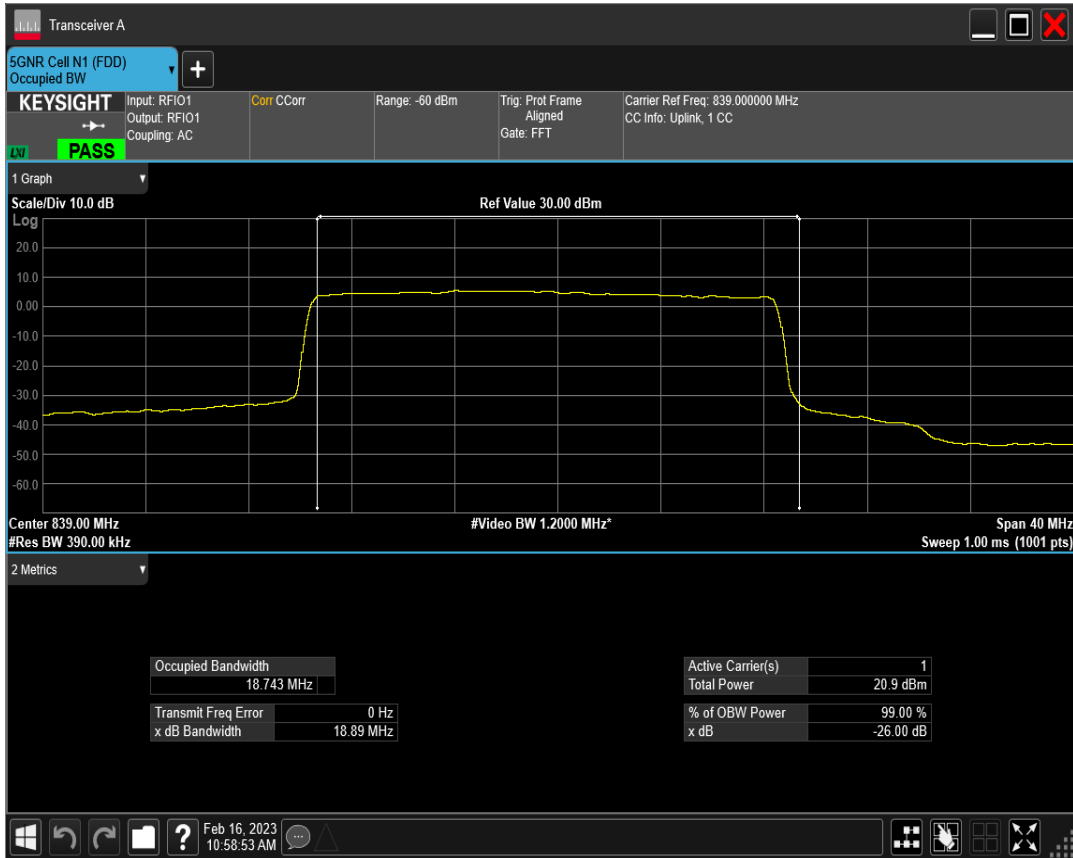 Transceiver A
5GNR Cell N1 (FDD)
Occupied BW
+
KEYSIGHT
LXI
PASS
Input: RFIO1
Output: RFIO1
Coupling: AC
Corr CCorr
Range: -60 dBm
Trig: Prot Frame
Aligned
Gate: FFT
Carrier Ref Freq: 839.000000 MHz
CC Info: Uplink, 1 CC
1 Graph
Scale/Div 10.0 dB
Ref Value 30.00 dBm
Log
20.0
10.0
0.00
-10.0
-20.0
-30.0
-40.0
-50.0
-60.0
Center 839.00 MHz
#Video BW 1.2000 MHz*
Span 40 MHz
#Res BW 390.00 kHz
Sweep 1.00 ms (1001 pts)
2 Metrics
Occupied Bandwidth
18.743 MHz
Transmit Freq Error 0 Hz
x dB Bandwidth 18.89 MHz
Active Carrier(s) 1
Total Power 20.9 dBm
% of OBW Power 99.00 %
x dB -26.00 dB
?
Feb 16, 2023
10:58:53 AM